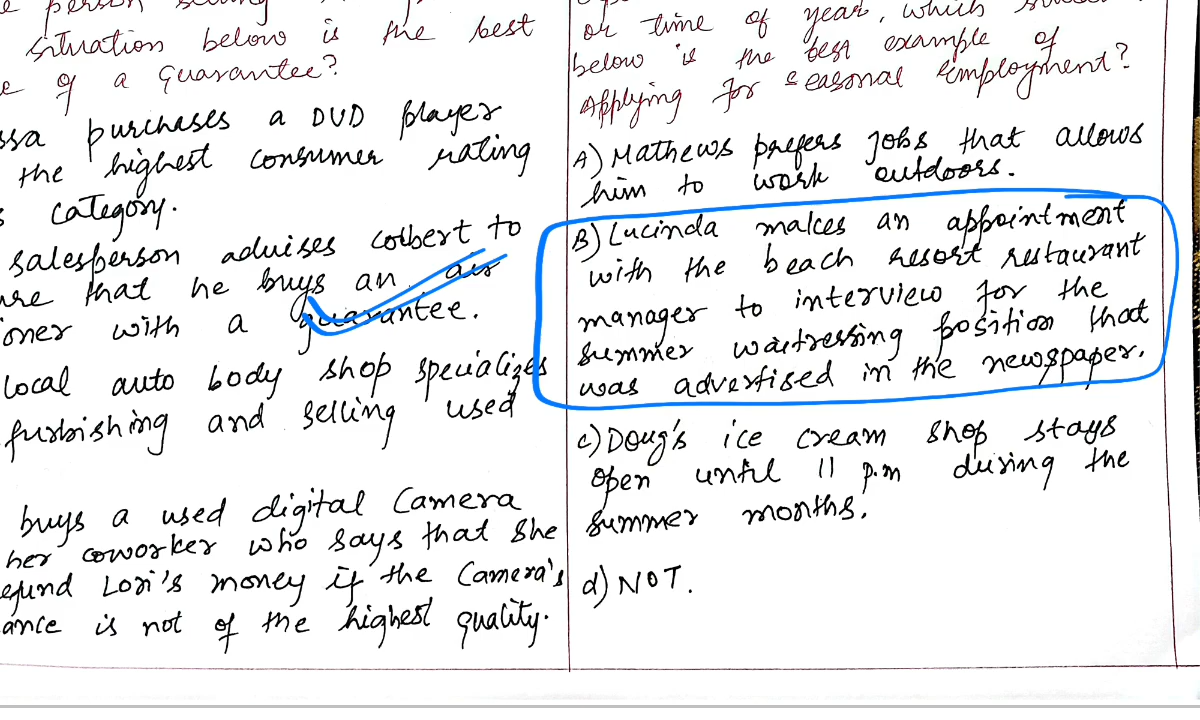 situation below is the best
of a Guarantee?
purchases a DVD player
the highest consumer rating
category.
salesperson advises colbert to
that he buys an air
with a guarantee.
local auto body shop specializes
furbishing and selling used
buys a used digital Camera
her coworker who says that she
Lori's money if the Camera's
is not of the highest quality.
or time of year, which
below is the best example of
Applying for seasonal employment?
A) Mathews prefers jobs that allows
him to work outdoors.
B) Lucinda makes an appointment
with the beach resort restaurant
manager to interview for the
summer waitressing position that
was advertised in the newspaper.
c) Doug's ice cream shop stays
open until 11 p.m during the
summer months.
d) NOT.